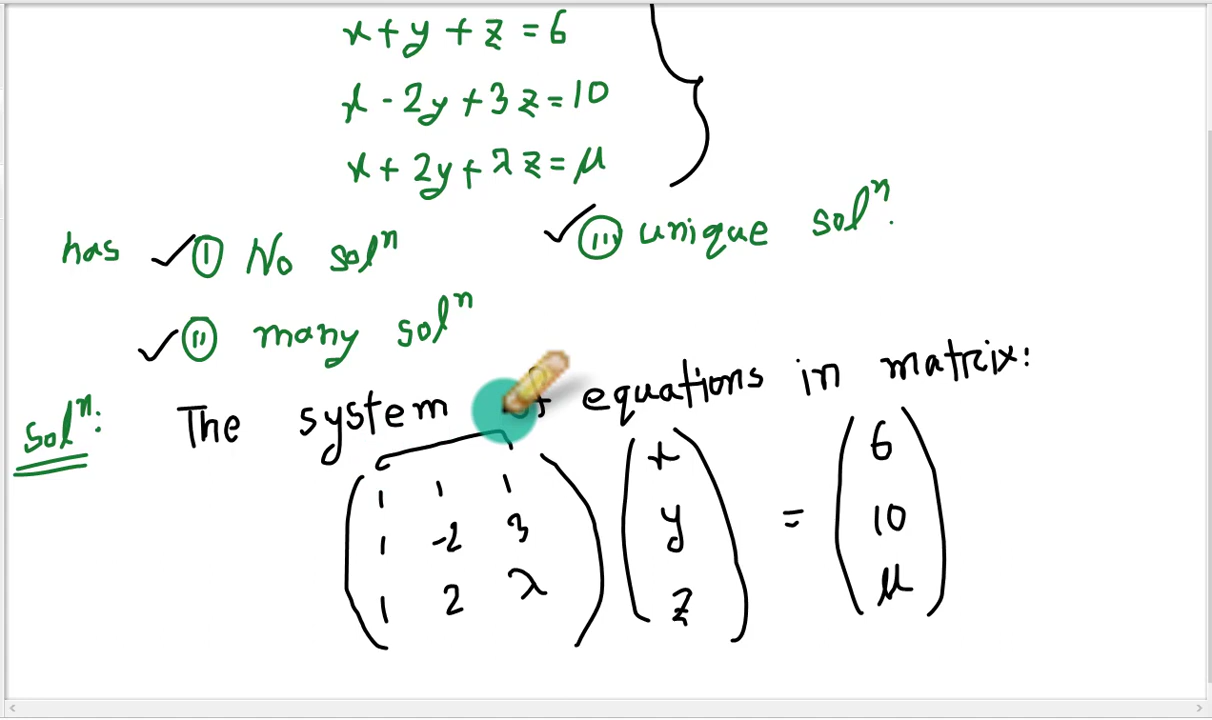 x + y + z = 6
x - 2y + 3z = 10
x + 2y + λz = μ
has ✓ (i) No solⁿ ✓ (iii) unique solⁿ.
✓ (ii) many solⁿ
Solⁿ: The system of equations in matrix:
1 1 1 x 6
1 -2 3 y = 10
1 2 λ z μ